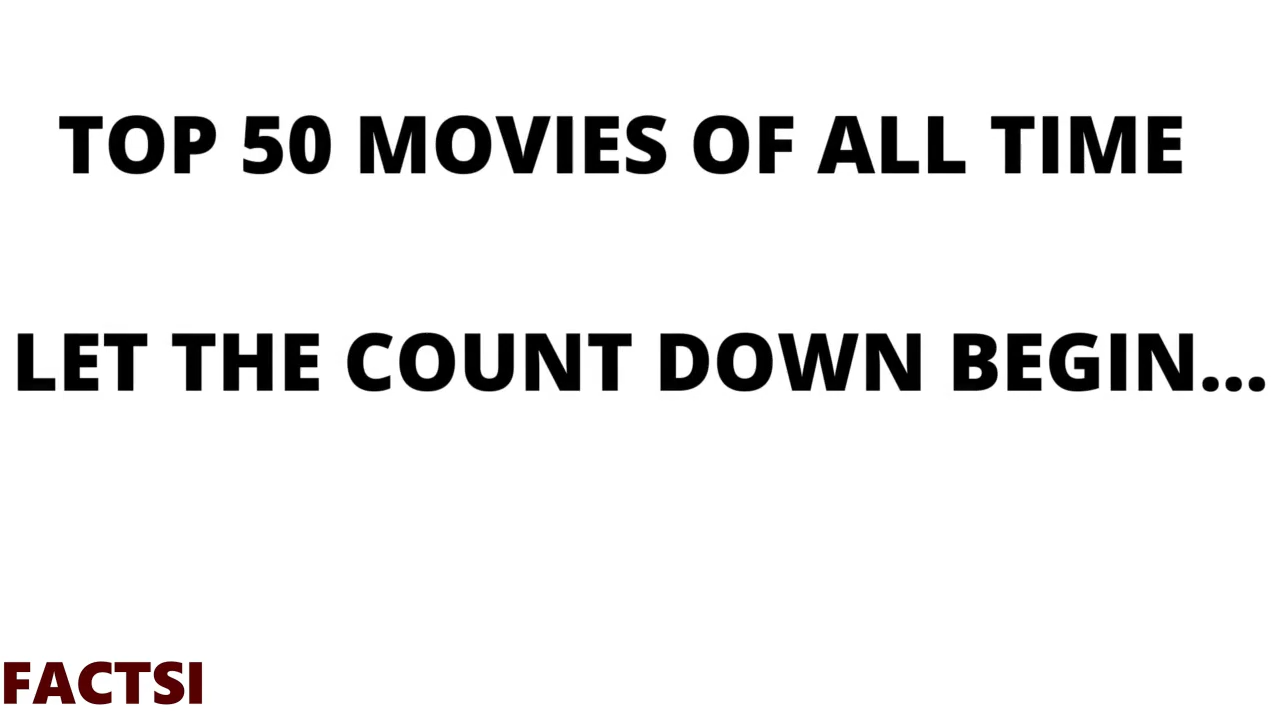 TOP 50 MOVIES OF ALL TIME
LET THE COUNT DOWN BEGIN...
FACTSI